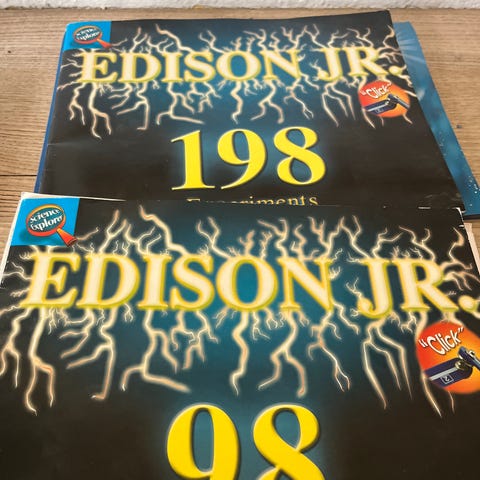 Science
Explorer
EDISON JR.
"Click"
198
Experiments
Science
Explorer
EDISON JR.
"Click"
98